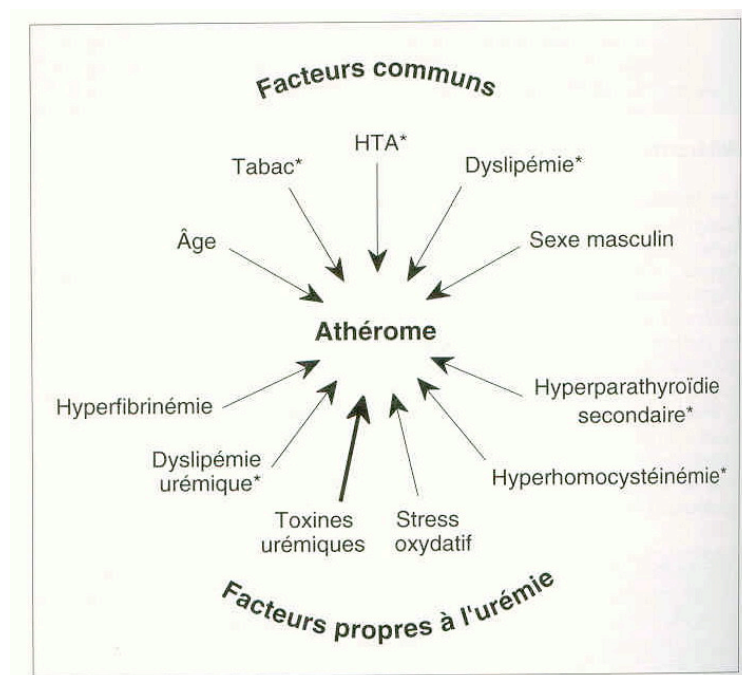 Facteurs communs
HTA*
Tabac*
Dyslipémie*
Âge
Sexe masculin
Athérome
Hyperfibrinémie
Hyperparathyroïdie
secondaire*
Dyslipémie
urémique*
Hyperhomocystéinémie*
Toxines
urémiques
Stress
oxydatif
Facteurs propres à l'urémie